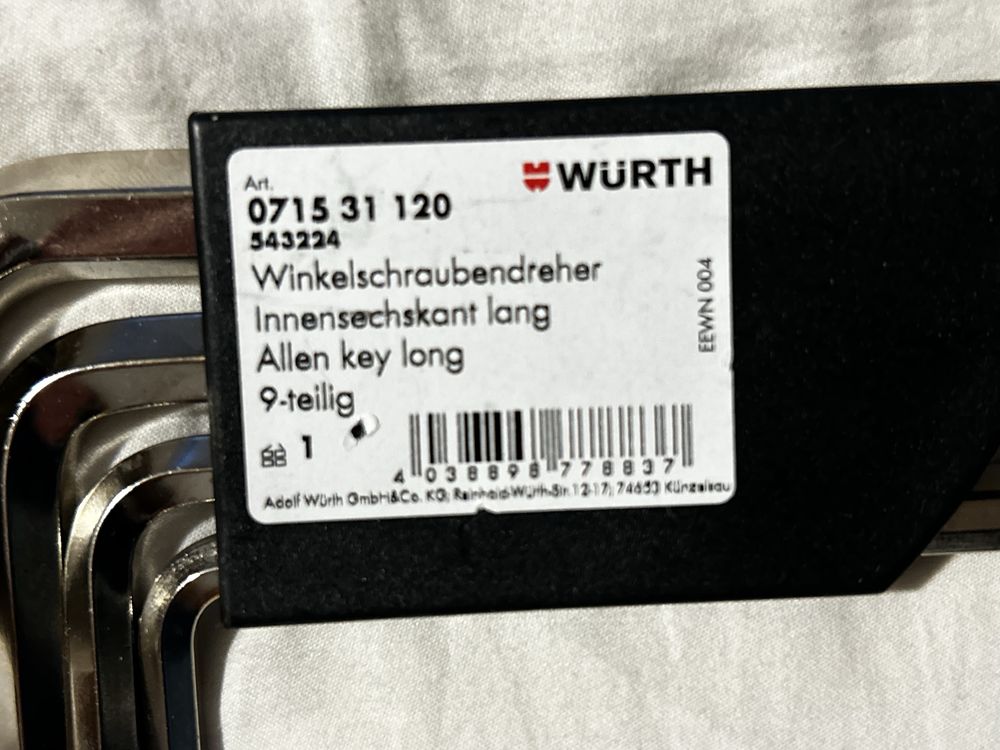 WÜRTH
Art.
0715 31 120
543224
Winkelschraubendreher
Innensechskant lang
Allen key long
9-teilig
1
EEWN 004
4 038898 778837
Adolf Würth GmbH&Co. KG; Reinhold-Würth-Str. 12-17; 74653 Künzelsau